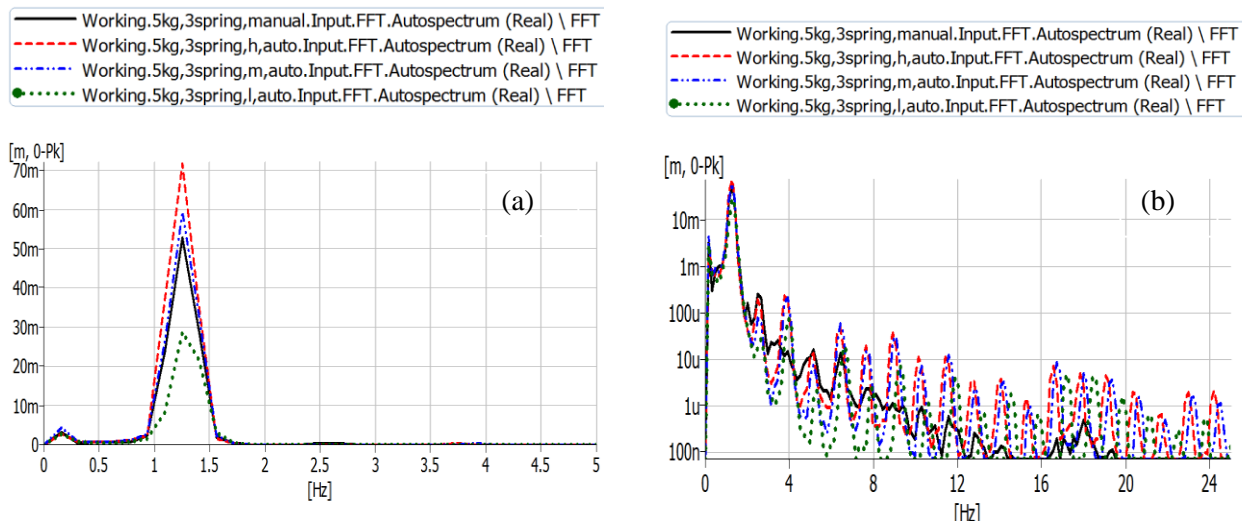 Working.5kg,3spring,manual.Input.FFT.Autospectrum (Real) \ FFT
Working.5kg,3spring,h,auto.Input.FFT.Autospectrum (Real) \ FFT
Working.5kg,3spring,m,auto.Input.FFT.Autospectrum (Real) \ FFT
Working.5kg,3spring,l,auto.Input.FFT.Autospectrum (Real) \ FFT
[m, 0-Pk]
70m
60m
50m
40m
30m
20m
10m
0
(a)
0 0.5 1 1.5 2 2.5 3 3.5 4 4.5 5
[Hz]
Working.5kg,3spring,manual.Input.FFT.Autospectrum (Real) \ FFT
Working.5kg,3spring,h,auto.Input.FFT.Autospectrum (Real) \ FFT
Working.5kg,3spring,m,auto.Input.FFT.Autospectrum (Real) \ FFT
Working.5kg,3spring,l,auto.Input.FFT.Autospectrum (Real) \ FFT
[m, 0-Pk]
10m
1m
100u
10u
1u
100n
(b)
0 4 8 12 16 20 24
[Hz]